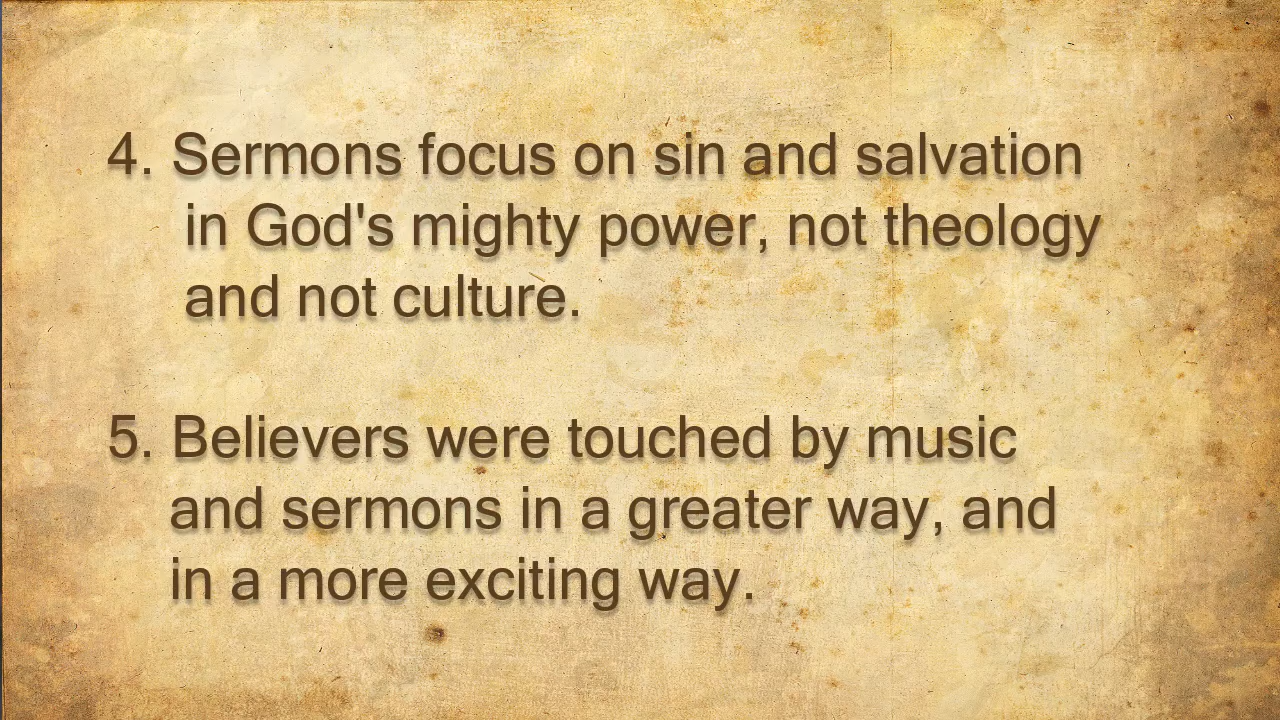 4. Sermons focus on sin and salvation
in God's mighty power, not theology
and not culture.
5. Believers were touched by music
and sermons in a greater way, and
in a more exciting way.